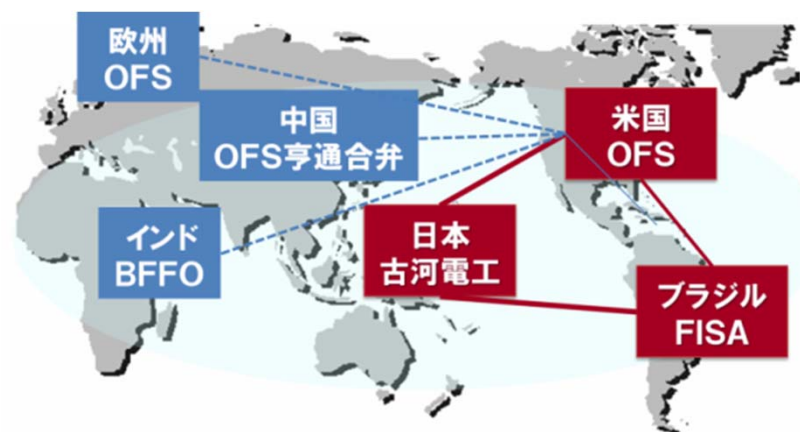 欧州
OFS
中国
OFS亨通合弁
米国
OFS
インド
BFFO
日本
古河電工
ブラジル
FISA